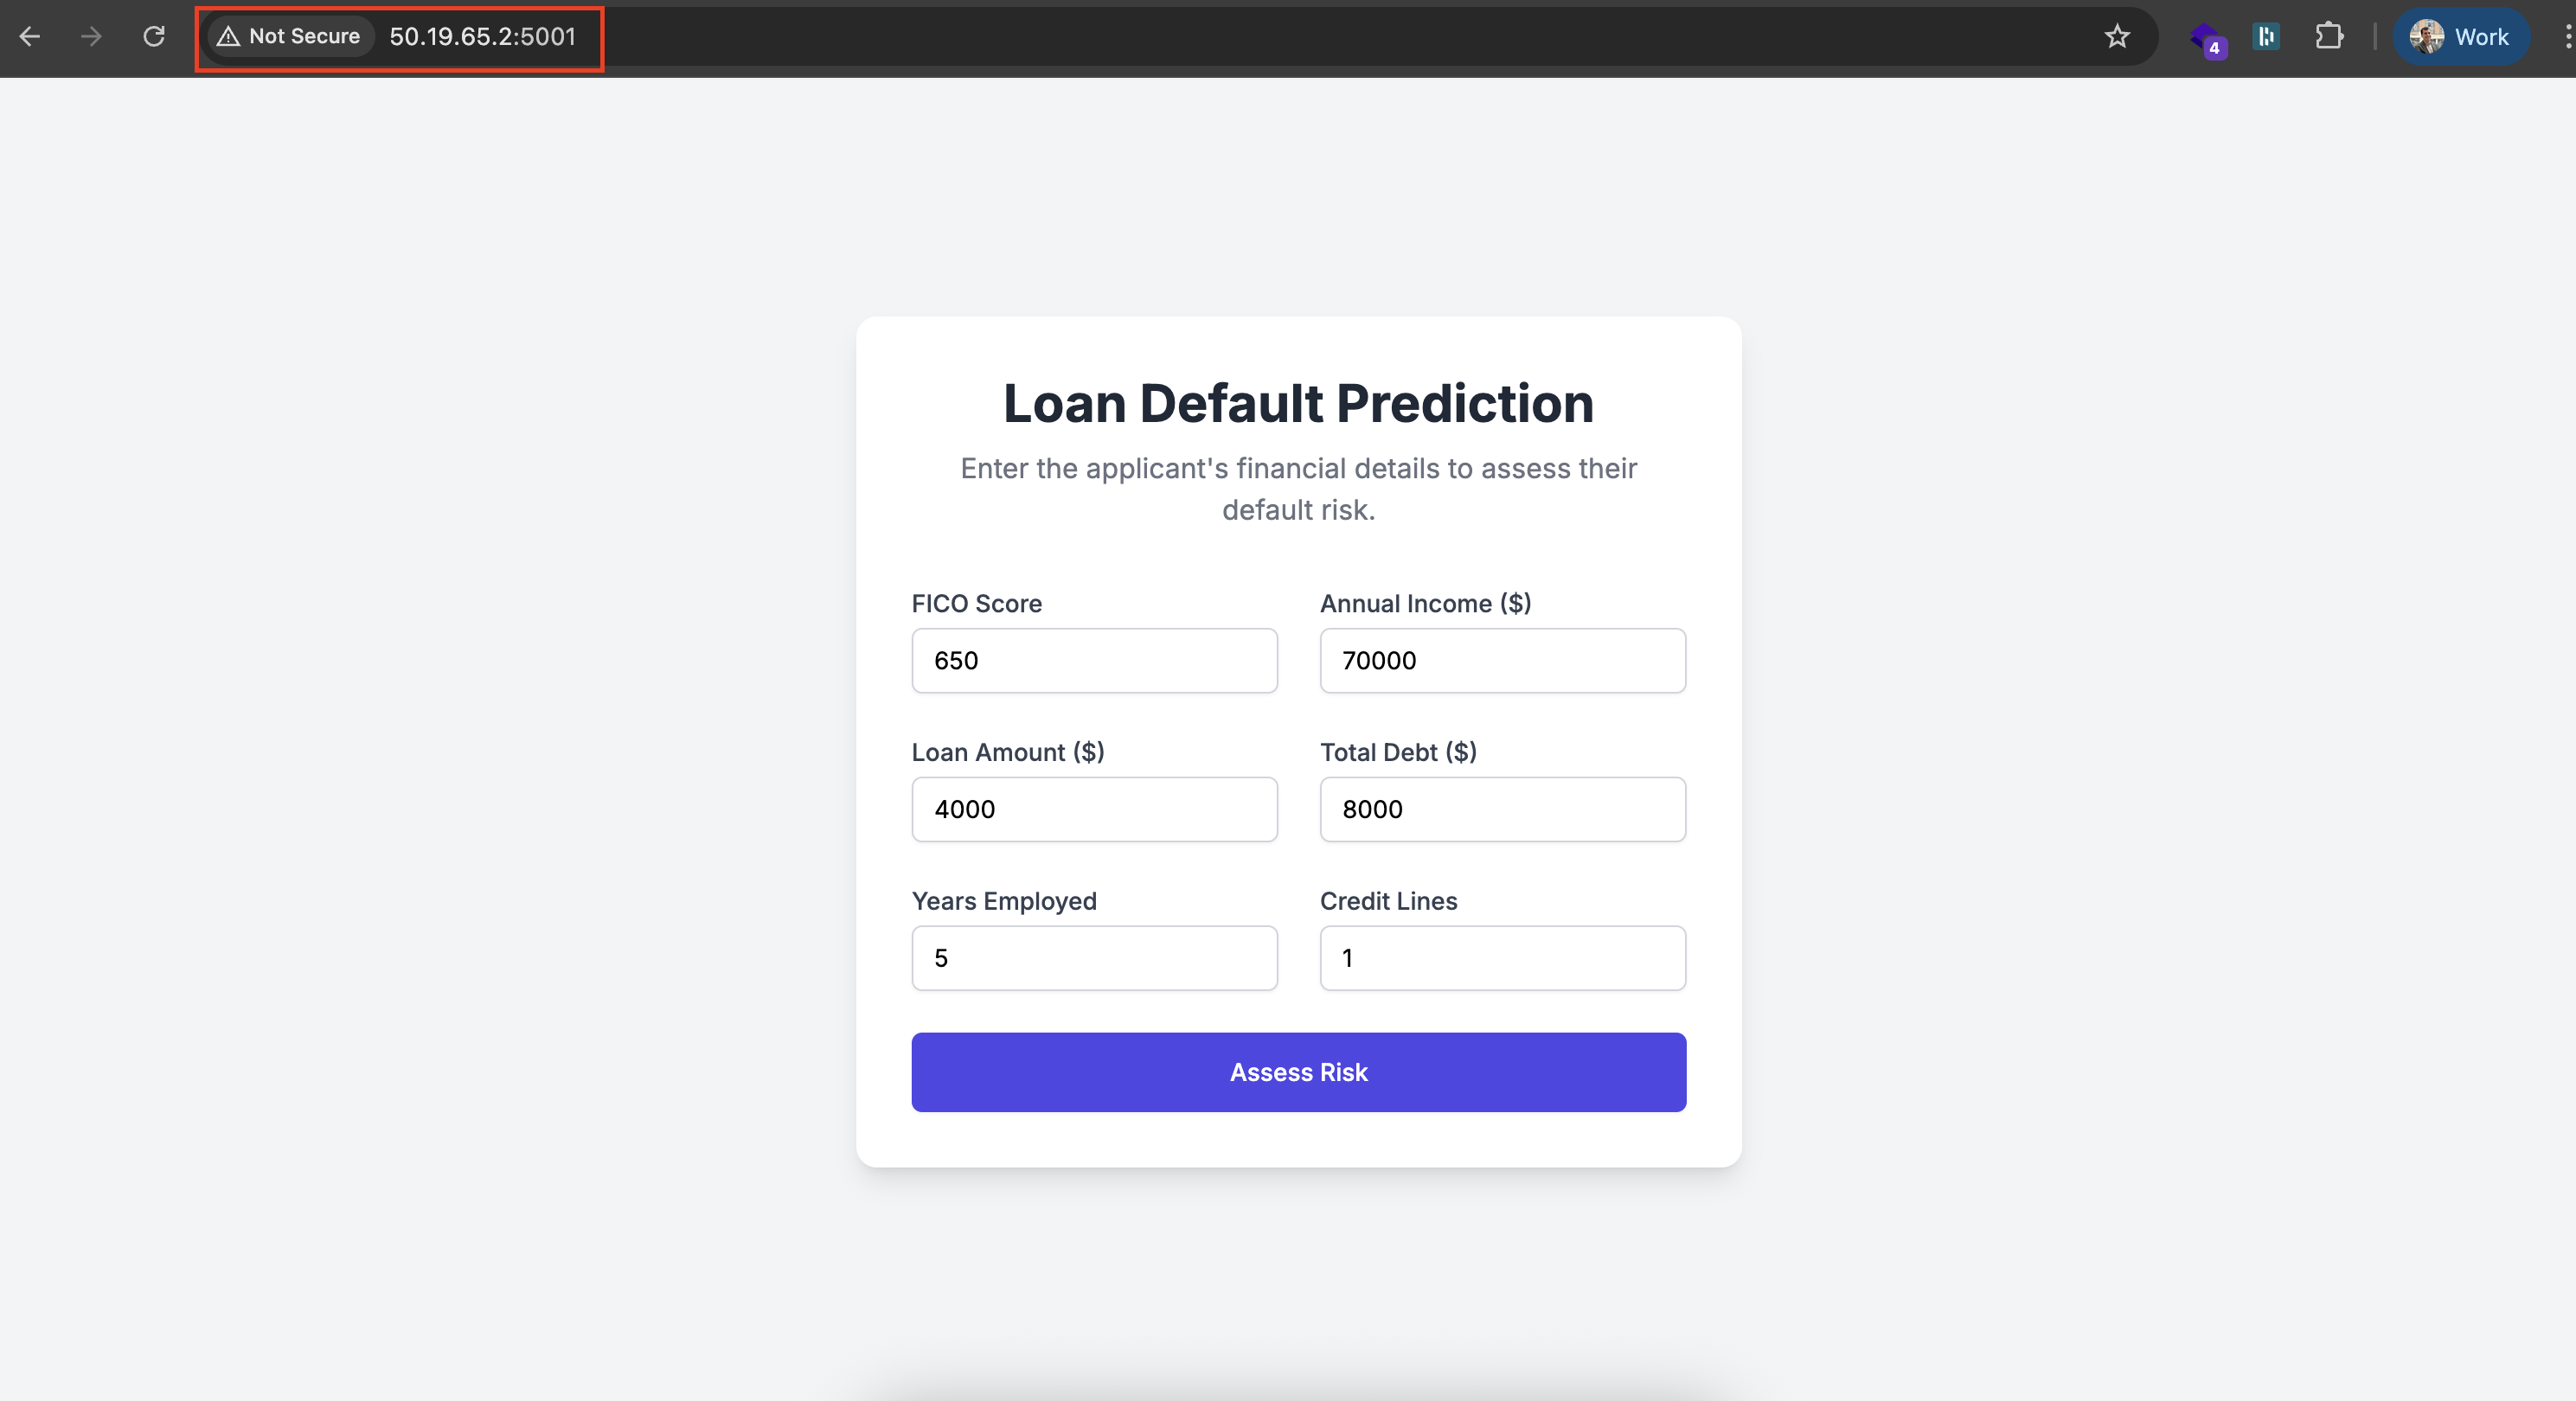 Not Secure 50.19.65.2:5001
4
Work
Loan Default Prediction
Enter the applicant's financial details to assess their
default risk.
FICO Score
Annual Income ($)
650
70000
Loan Amount ($)
Total Debt ($)
4000
8000
Years Employed
Credit Lines
5
1
Assess Risk